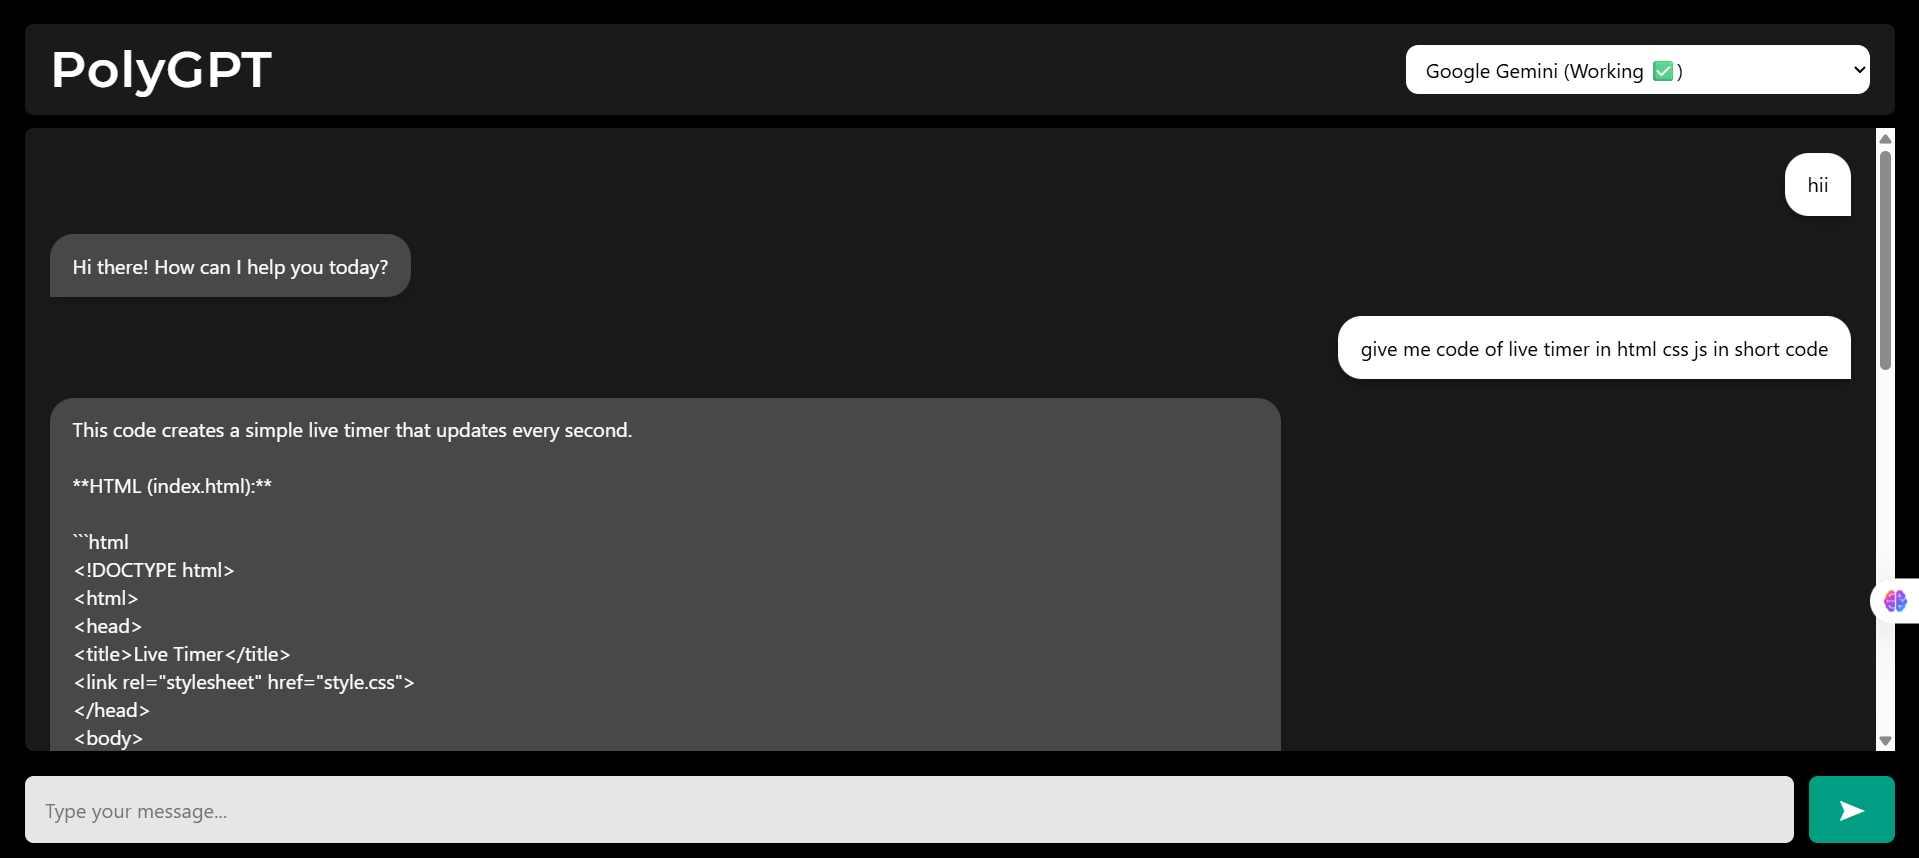 PolyGPT
Google Gemini (Working ✅)
hii
Hi there! How can I help you today?
give me code of live timer in html css js in short code
This code creates a simple live timer that updates every second.
**HTML (index.html):**
```html
<!DOCTYPE html>
<html>
<head>
<title>Live Timer</title>
<link rel="stylesheet" href="style.css">
</head>
<body>
Type your message...